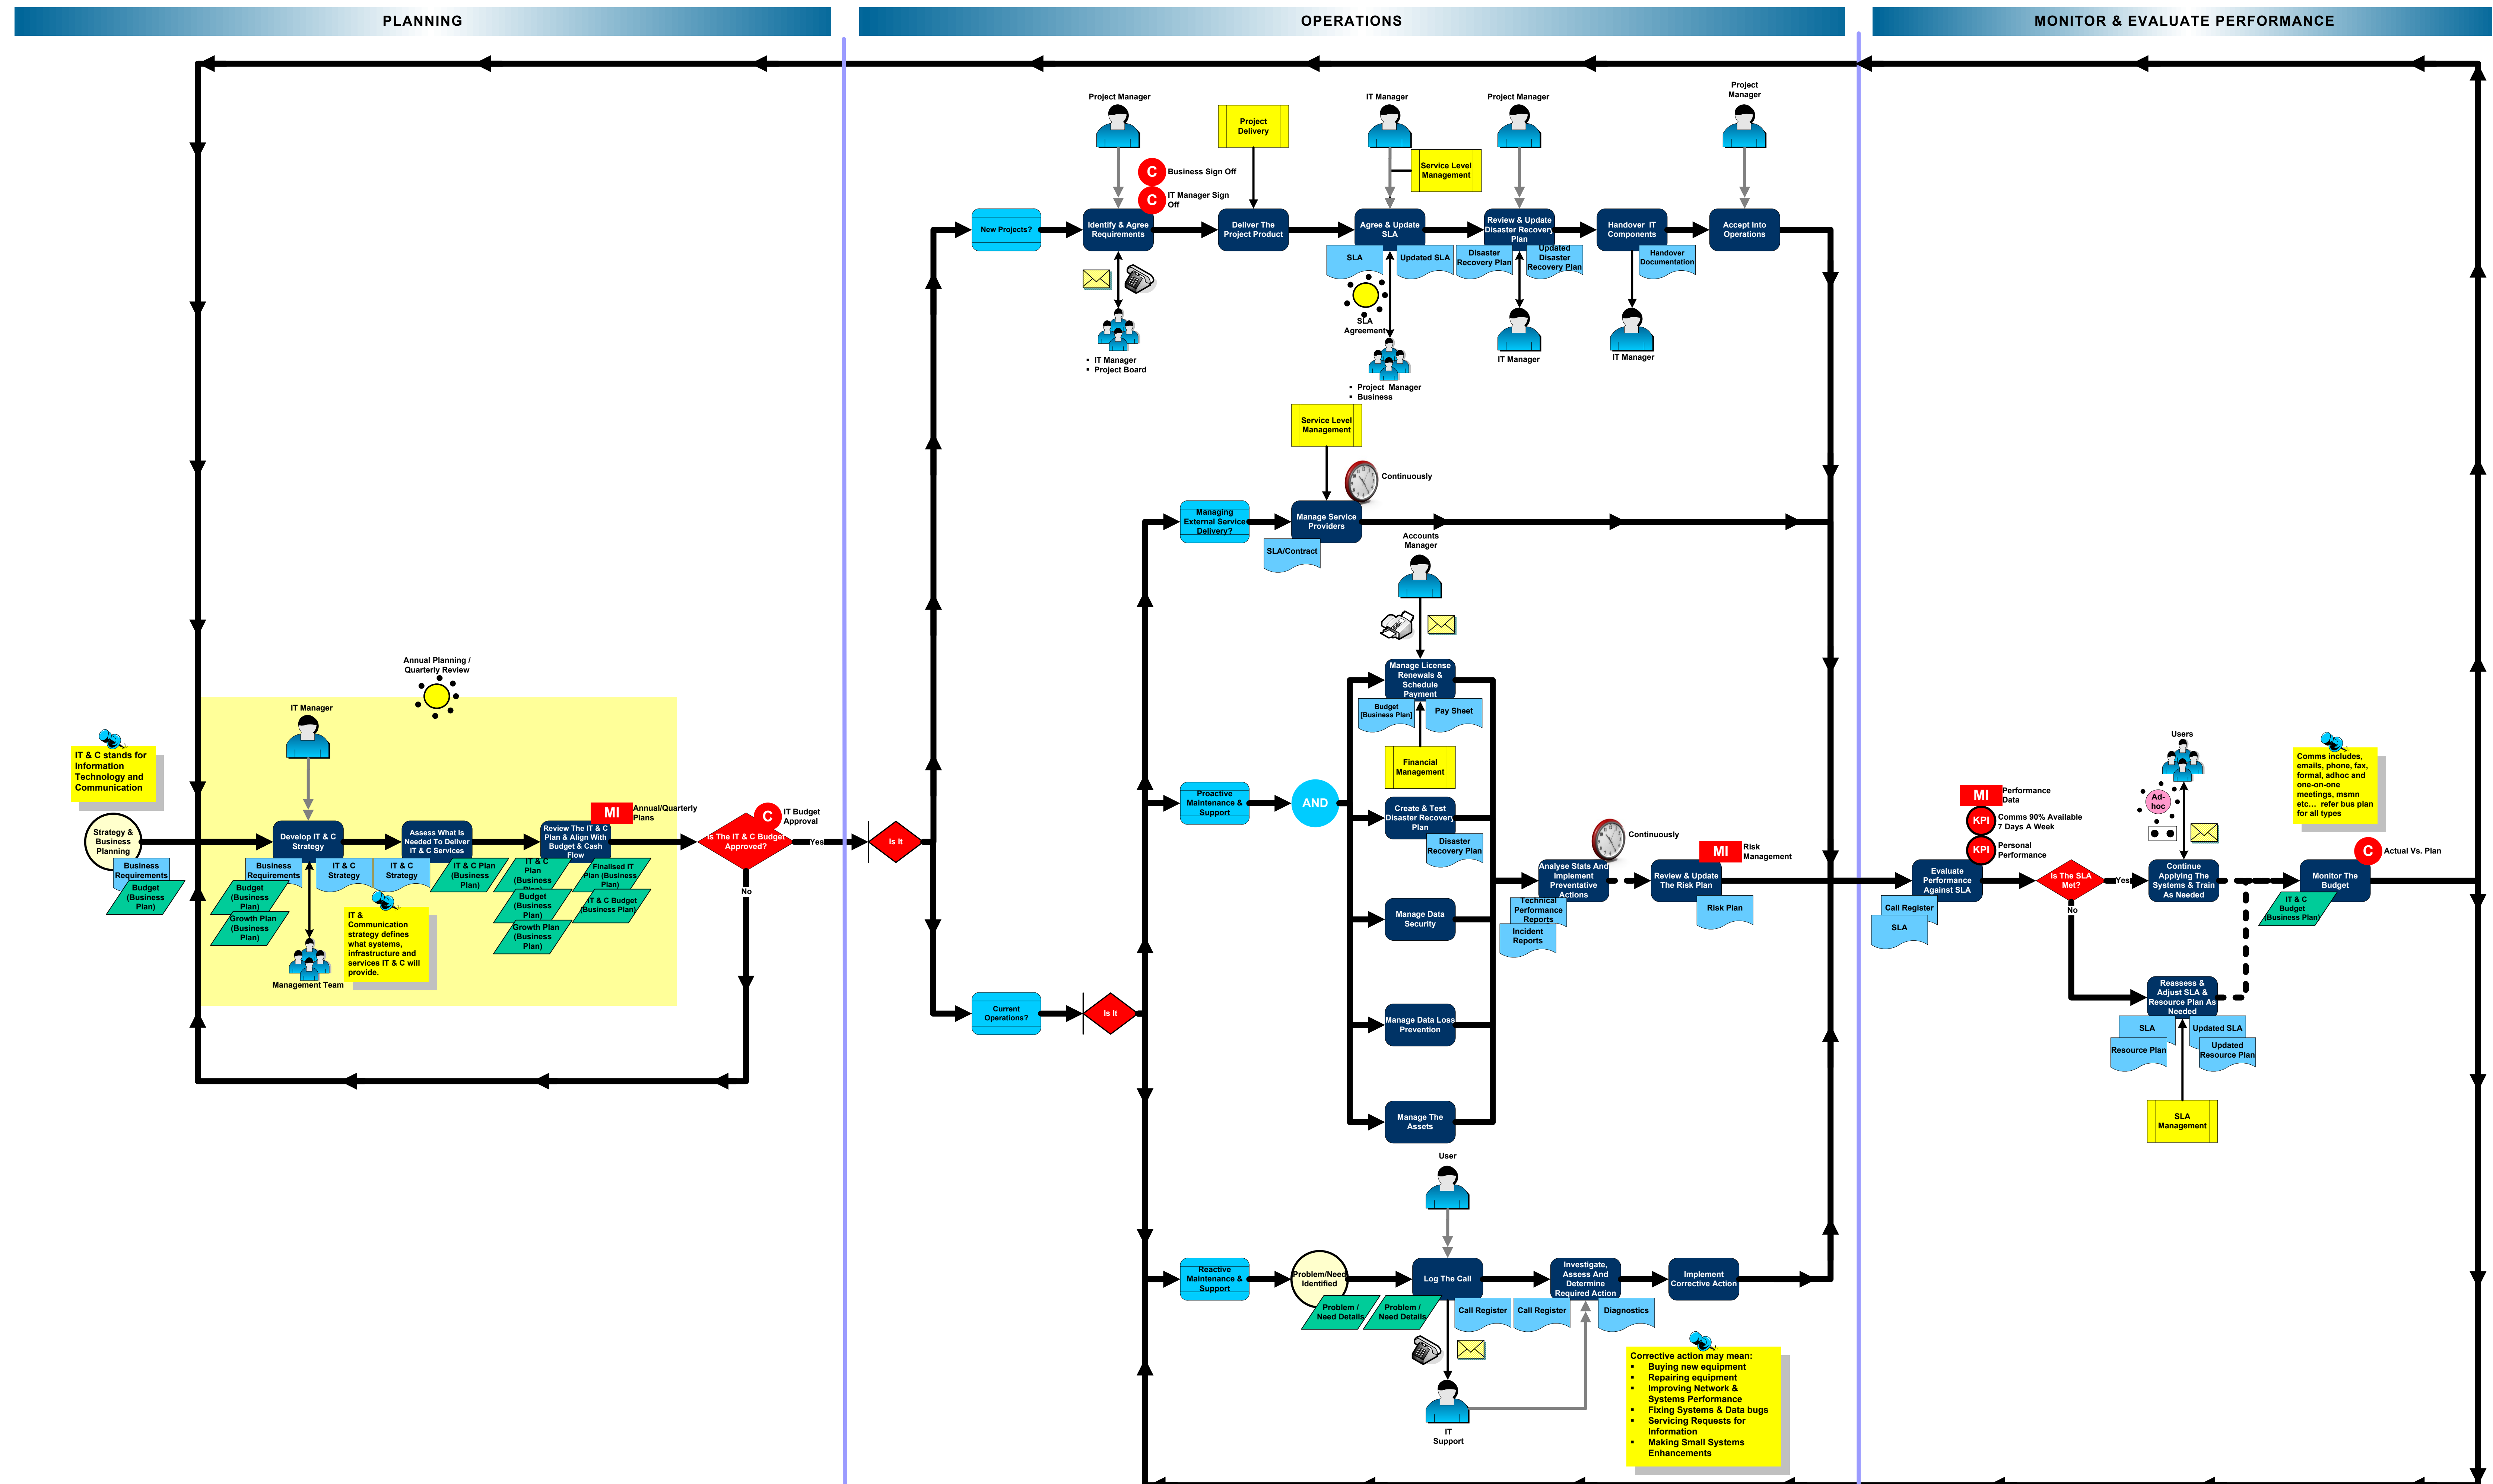 PLANNING
OPERATIONS
MONITOR & EVALUATE PERFORMANCE
Project Manager
Project
Delivery
IT Manager
Service Level
Management
Project Manager
Project
Manager
C
Business Sign Off
C
IT Manager Sign
Off
New Projects?
Identify & Agree
Requirements
Deliver The
Project Product
Agree & Update
SLA
Review & Update
Disaster Recovery
Plan
Handover IT
Components
Accept Into
Operations
SLA
Updated SLA
Disaster
Recovery Plan
Updated
Disaster
Recovery Plan
Handover
Documentation
SLA
Agreement
▪ IT Manager
▪ Project Board
▪ Project Manager
▪ Business
IT Manager
IT Manager
Service Level
Management
Continuously
Managing
External Service
Delivery?
Manage Service
Providers
SLA/Contract
Accounts
Manager
Manage License
Renewals &
Schedule
Payment
Budget
[Business Plan]
Pay Sheet
Financial
Management
Annual Planning /
Quarterly Review
IT Manager
IT & C stands for
Information
Technology and
Communication
Strategy &
Business
Planning
Business
Requirements
Budget
(Business
Plan)
Develop IT & C
Strategy
Business
Requirements
Budget
(Business
Plan)
Growth Plan
(Business
Plan)
IT & C
Strategy
Management Team
IT &
Communication
strategy defines
what systems,
infrastructure and
services IT & C will
provide.
Assess What Is
Needed To Deliver
IT & C Services
IT & C
Strategy
IT & C Plan
(Business
Plan)
Review The IT & C
Plan & Align With
Budget & Cash
Flow
MI
Annual/Quarterly
Plans
IT & C
Plan
(Business
Plan)
Budget
(Business
Plan)
Growth Plan
(Business
Plan)
Finalised IT
Plan (Business
Plan)
IT & C Budget
(Business Plan)
C
IT Budget
Approval
Is The IT & C Budget
Approved?
Yes
No
Is It
Current
Operations?
Is It
Proactive
Maintenance &
Support
AND
Create & Test
Disaster Recovery
Plan
Disaster
Recovery Plan
Manage Data
Security
Manage Data Loss
Prevention
Manage The
Assets
Continuously
Analyse Stats And
Implement
Preventative
Actions
Technical
Performance
Reports
Incident
Reports
MI
Risk
Management
Review & Update
The Risk Plan
Risk Plan
MI
Performance
Data
KPI
Comms 90% Available
7 Days A Week
KPI
Personal
Performance
Evaluate
Performance
Against SLA
Call Register
SLA
Is The SLA
Met?
Yes
No
Users
Ad-
hoc
Continue
Applying The
Systems & Train
As Needed
Comms includes,
emails, phone, fax,
formal, adhoc and
one-on-one
meetings, msmn
etc… refer bus plan
for all types
C
Actual Vs. Plan
Monitor The
Budget
IT & C
Budget
(Business Plan)
Reassess &
Adjust SLA &
Resource Plan As
Needed
SLA
Resource Plan
Updated SLA
Updated
Resource Plan
SLA
Management
User
Reactive
Maintenance &
Support
Problem/Need
Identified
Problem /
Need Details
Problem /
Need Details
Log The Call
Call Register
Call Register
Investigate,
Assess And
Determine
Required Action
Diagnostics
Implement
Corrective Action
IT
Support
Corrective action may mean:
▪ Buying new equipment
▪ Repairing equipment
▪ Improving Network &
Systems Performance
▪ Fixing Systems & Data bugs
▪ Servicing Requests for
Information
▪ Making Small Systems
Enhancements